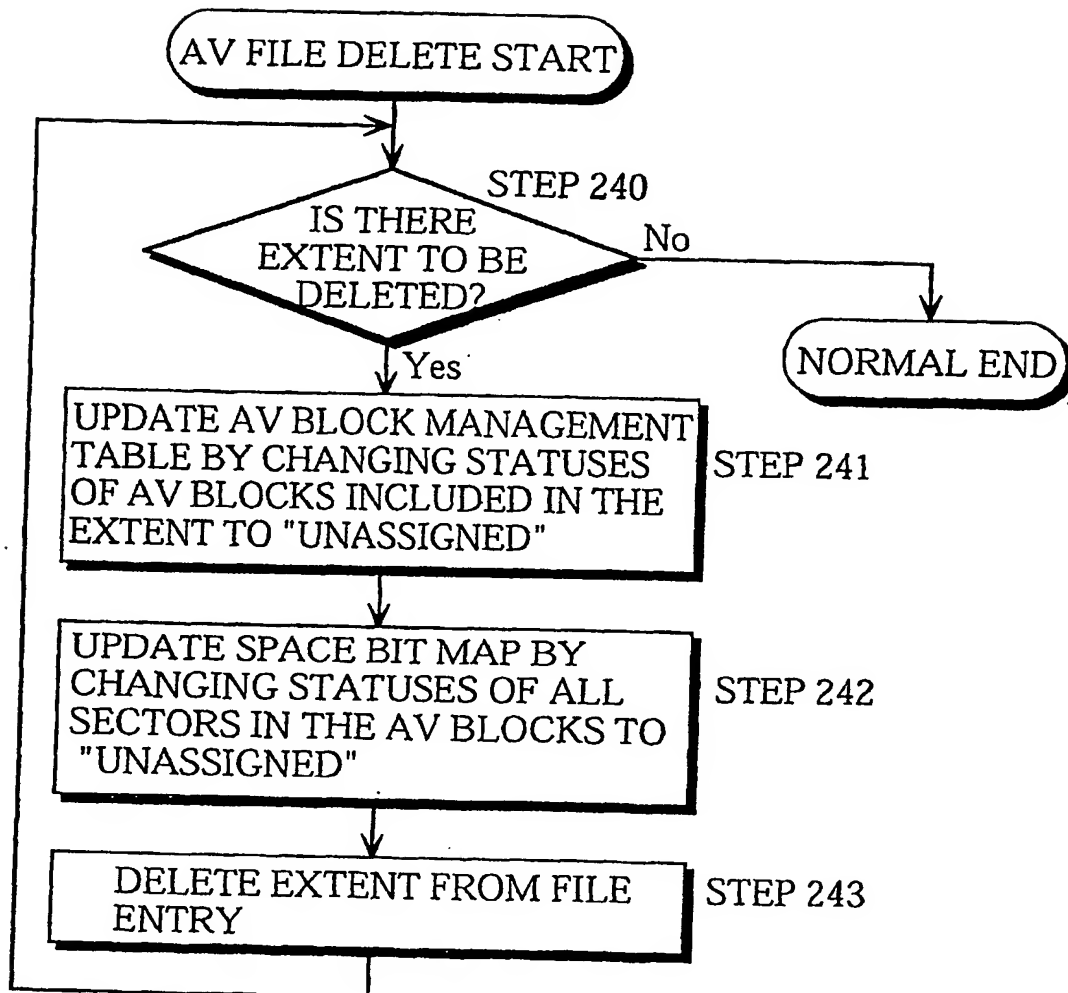 AV FILE DELETE START
STEP 240
IS THERE
EXTENT TO BE
DELETED?
No
NORMAL END
Yes
UPDATE AV BLOCK MANAGEMENT
TABLE BY CHANGING STATUSES
OF AV BLOCKS INCLUDED IN THE
EXTENT TO "UNASSIGNED"
STEP 241
UPDATE SPACE BIT MAP BY
CHANGING STATUSES OF ALL
SECTORS IN THE AV BLOCKS TO
"UNASSIGNED"
STEP 242
DELETE EXTENT FROM FILE
ENTRY
STEP 243